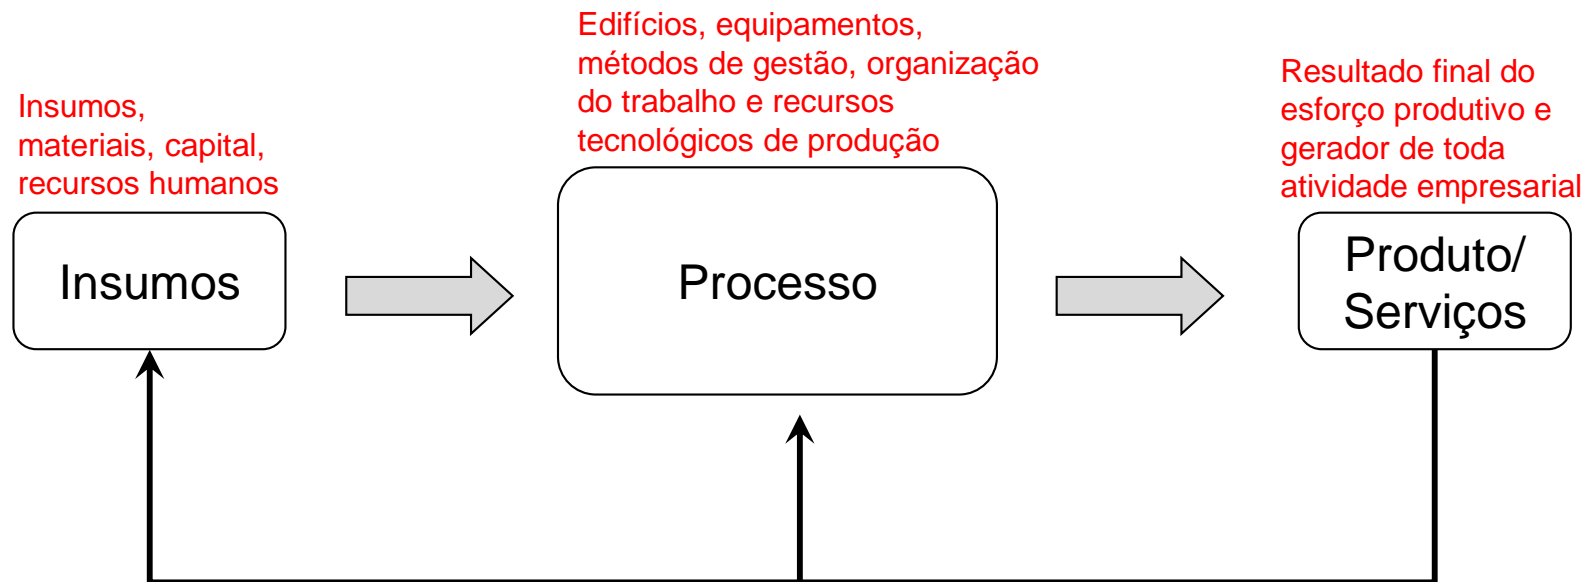 Insumos,
materiais, capital,
recursos humanos
Insumos
Edifícios, equipamentos,
métodos de gestão, organização
do trabalho e recursos
tecnológicos de produção
Processo
Resultado final do
esforço produtivo e
gerador de toda
atividade empresarial
Produto/
Serviços